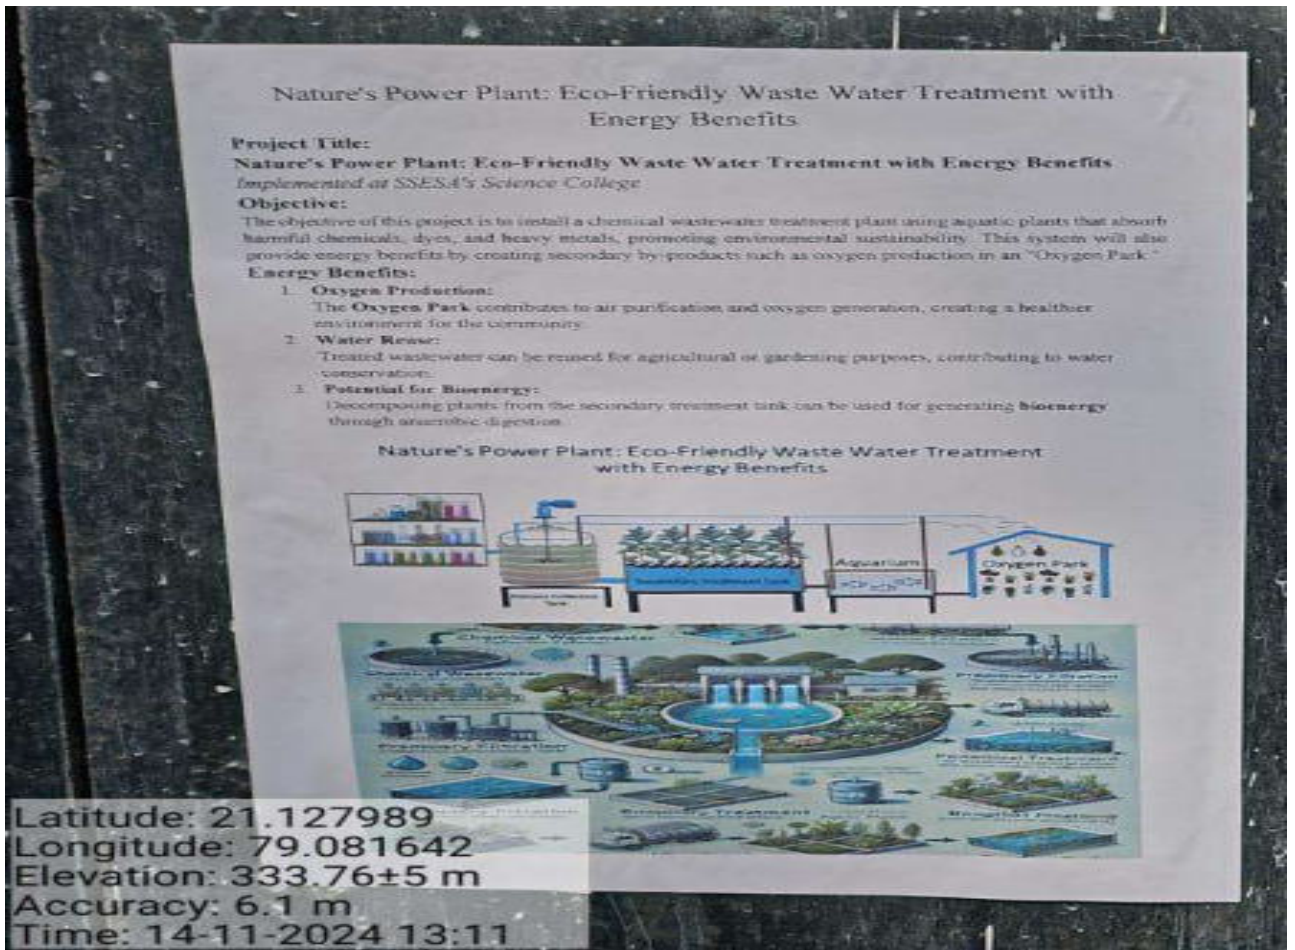 Nature's Power Plant: Eco-Friendly Waste Water Treatment with
Energy Benefits
Project Title:
Nature's Power Plant: Eco-Friendly Waste Water Treatment with Energy Benefits
Implemented at SSESA's Science College
Objective:
The objective of this project is to install a chemical wastewater treatment plant using aquatic plants that absorb
harmful chemicals, dyes, and heavy metals, promoting environmental sustainability. This system will also
provide energy benefits by creating secondary by-products such as oxygen production in an "Oxygen Park."
Energy Benefits:
1. Oxygen Production:
The Oxygen Park contributes to air purification and oxygen generation, creating a healthier
environment for the community.
2. Water Reuse:
Treated wastewater can be reused for agricultural or gardening purposes, contributing to water
conservation.
3. Potential for Bioenergy:
Decomposing plants from the secondary treatment tank can be used for generating bioenergy
through anaerobic digestion.
Nature's Power Plant: Eco-Friendly Waste Water Treatment
with Energy Benefits
Aquarium
Oxygen Park
Secondary Treatment Tank
Tank
Chemical
Chemical
Treatment
Latitude: 21.127989
Longitude: 79.081642
Elevation: 333.76±5 m
Accuracy: 6.1 m
Time: 14-11-2024 13:11